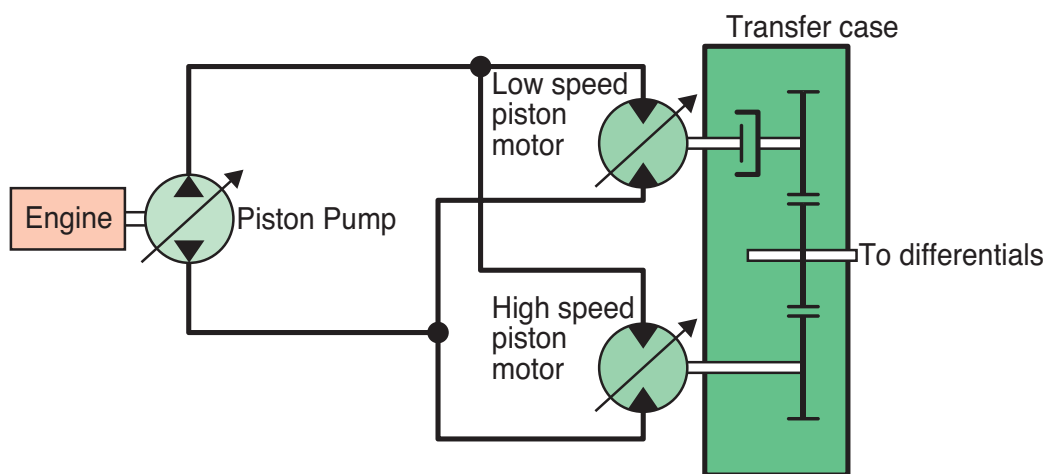 Transfer case
Low speed
piston
motor
Engine
Piston Pump
To differentials
High speed
piston
motor